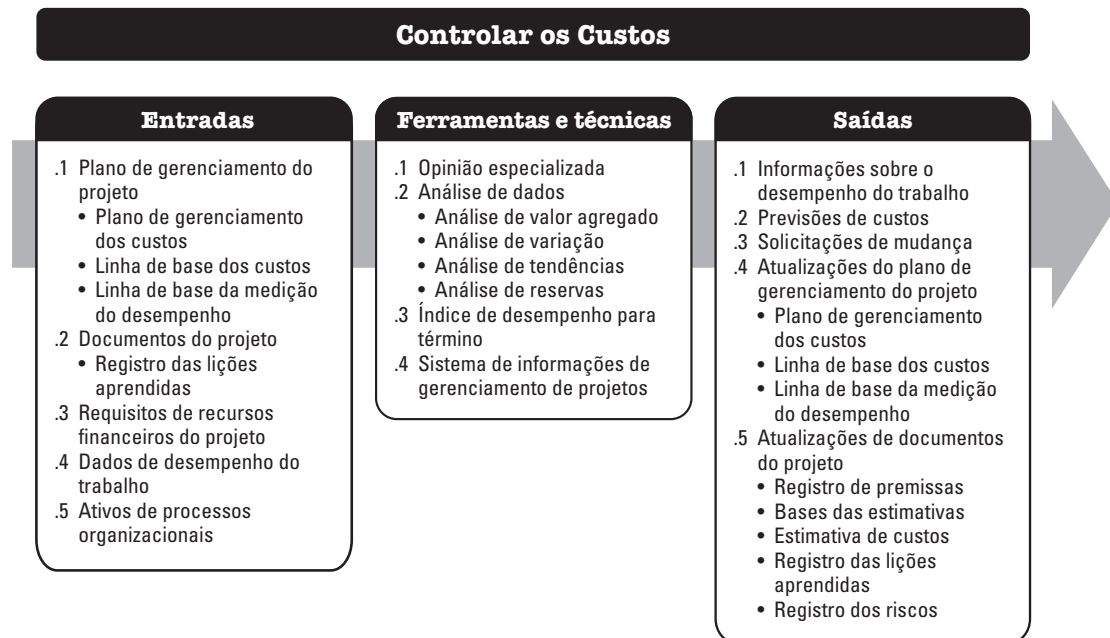 Controlar os Custos
Entradas
.1 Plano de gerenciamento do
projeto
• Plano de gerenciamento
dos custos
• Linha de base dos custos
• Linha de base da medição
do desempenho
.2 Documentos do projeto
• Registro das lições
aprendidas
.3 Requisitos de recursos
financeiros do projeto
.4 Dados de desempenho do
trabalho
.5 Ativos de processos
organizacionais
Ferramentas e técnicas
.1 Opinião especializada
.2 Análise de dados
• Análise de valor agregado
• Análise de variação
• Análise de tendências
• Análise de reservas
.3 Índice de desempenho para
término
.4 Sistema de informações de
gerenciamento de projetos
Saídas
.1 Informações sobre o
desempenho do trabalho
.2 Previsões de custos
.3 Solicitações de mudança
.4 Atualizações do plano de
gerenciamento do projeto
• Plano de gerenciamento
dos custos
• Linha de base dos custos
• Linha de base da medição
do desempenho
.5 Atualizações de documentos
do projeto
• Registro de premissas
• Bases das estimativas
• Estimativa de custos
• Registro das lições
aprendidas
• Registro dos riscos